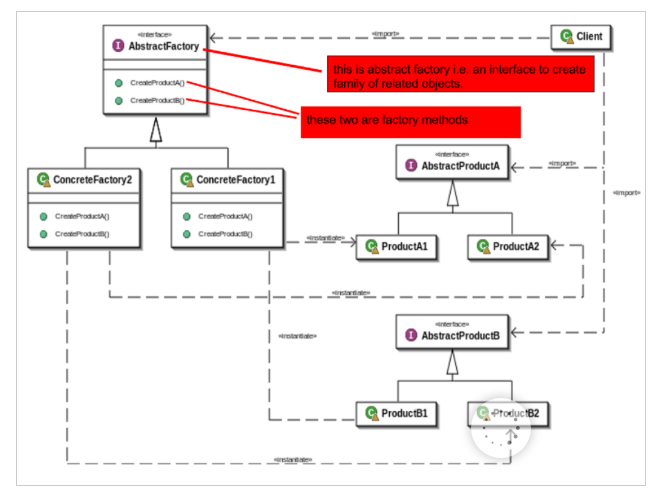 «interface»
AbstractFactory
CreateProductA()
CreateProductB()
«import»
Client
this is abstract factory i.e. an interface to create
family of related objects.
these two are factory methods
ConcreteFactory2
CreateProductA()
CreateProductB()
ConcreteFactory1
CreateProductA()
CreateProductB()
«interface»
AbstractProductA
«import»
«import»
«instantiate»
ProductA1
ProductA2
«instantiate»
«interface»
AbstractProductB
«instantiate»
ProductB1
ProductB2
«instantiate»